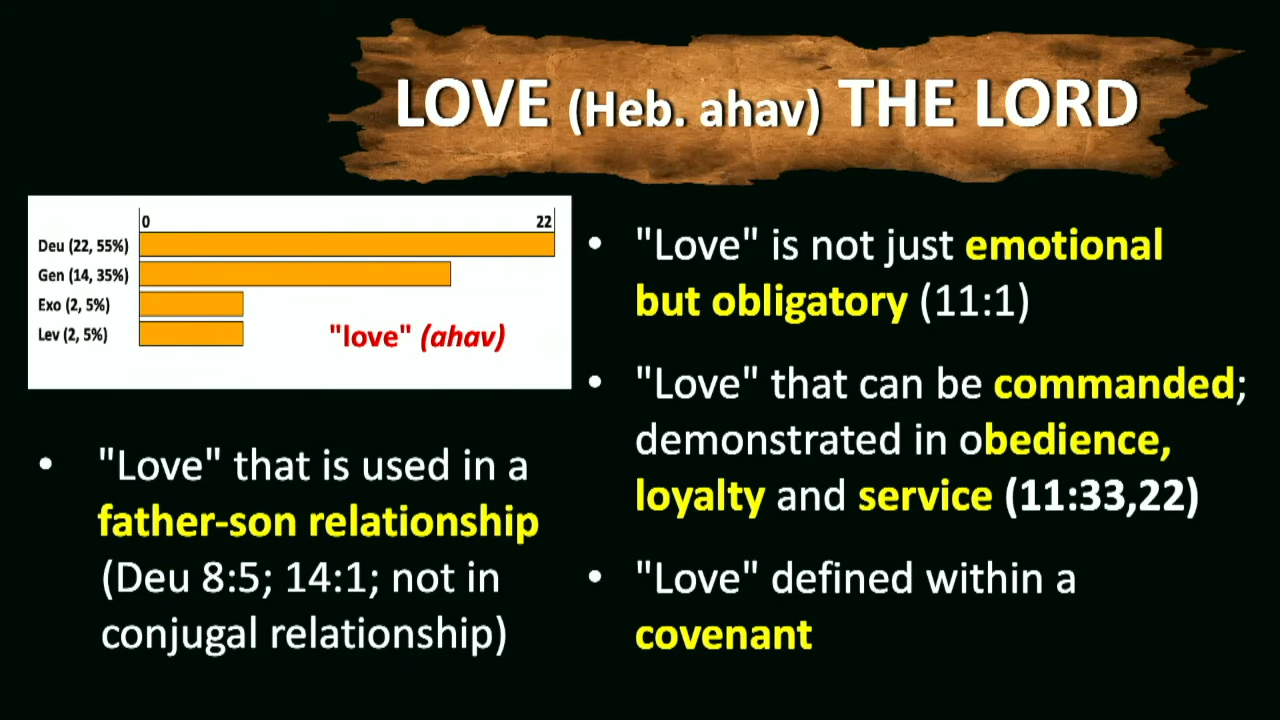 LOVE (Heb. ahav) THE LORD
0 22
Deu (22, 55%)
Gen (14, 35%)
Exo (2, 5%)
Lev (2, 5%)
"love" (ahav)
• "Love" that is used in a
father-son relationship
(Deu 8:5; 14:1; not in
conjugal relationship)
• "Love" is not just emotional
but obligatory (11:1)
• "Love" that can be commanded;
demonstrated in obedience,
loyalty and service (11:33,22)
• "Love" defined within a
covenant